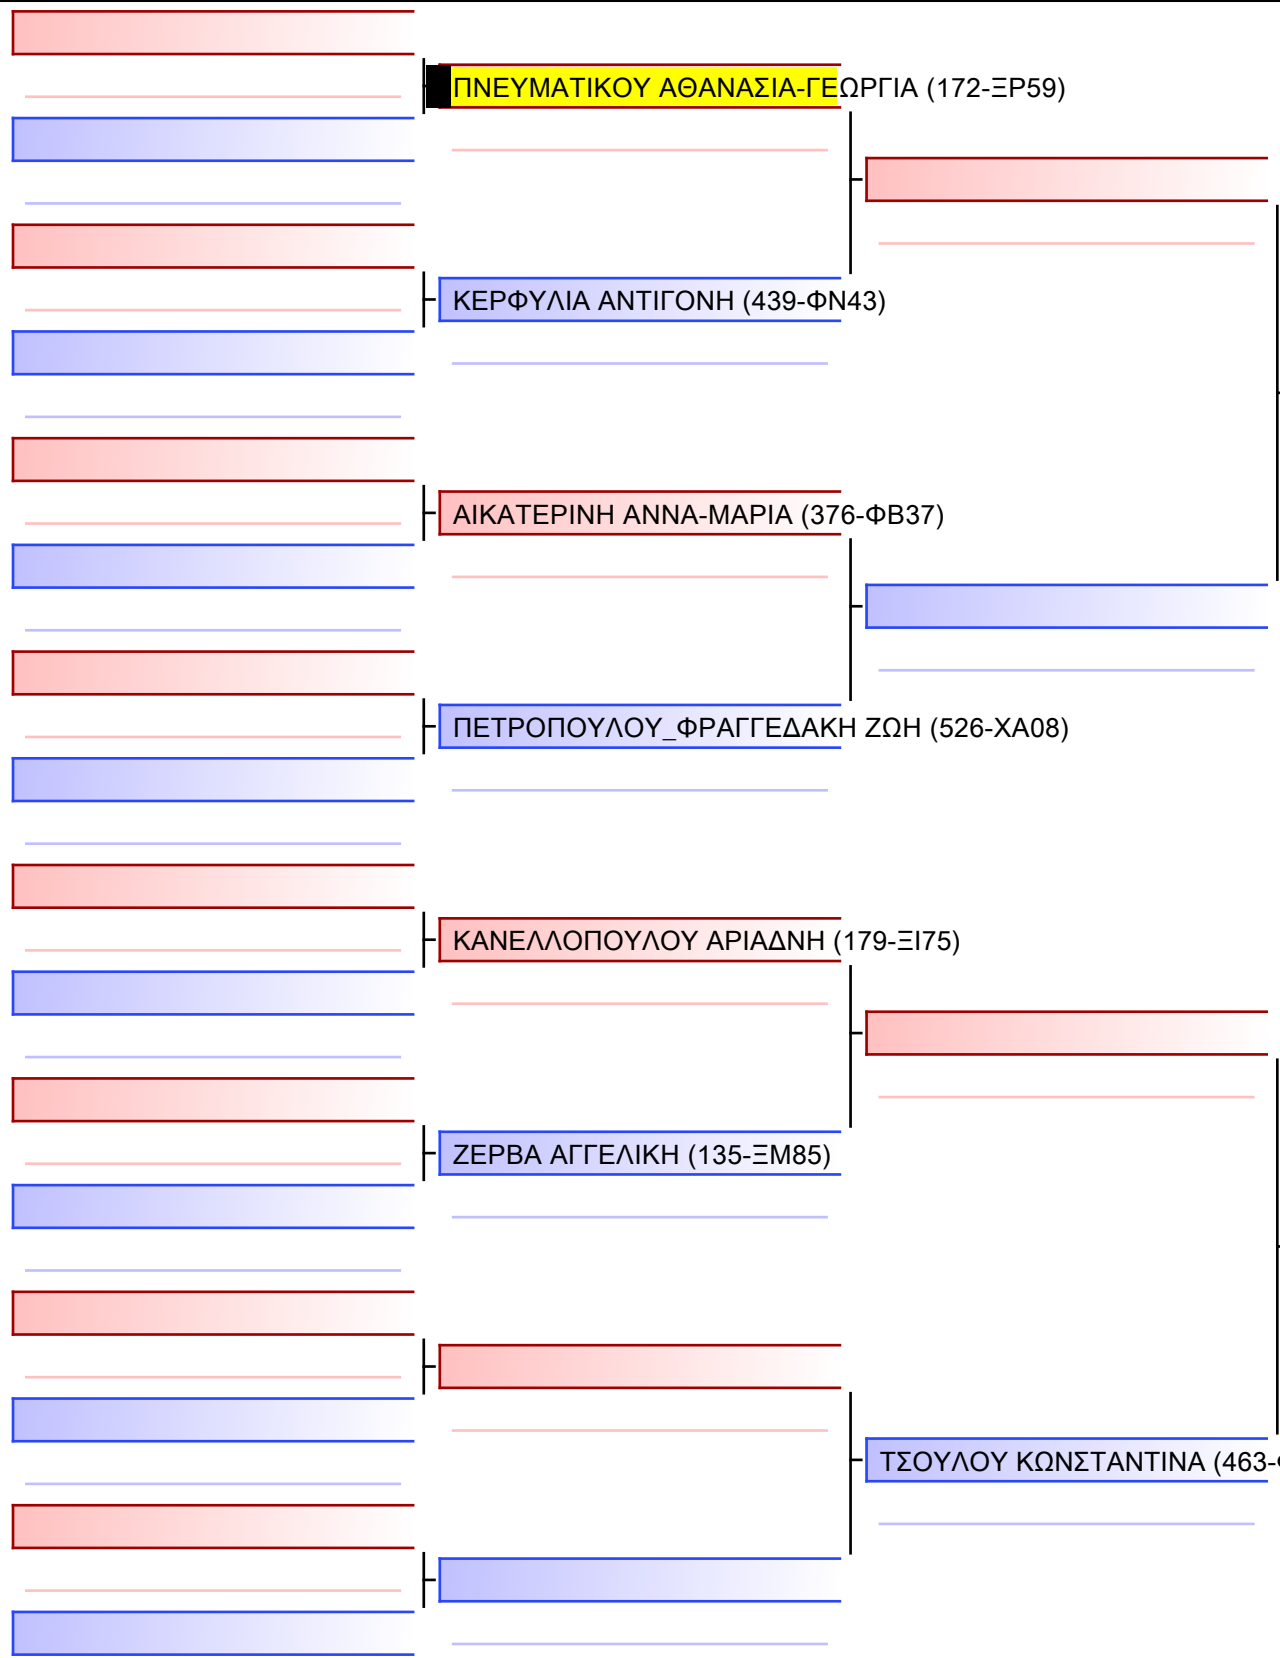 ΠΝΕΥΜΑΤΙΚΟΥ ΑΘΑΝΑΣΙΑ-ΓΕΩΡΓΙΑ (172-ΞΡ59)
ΚΕΡΦΥΛΙΑ ΑΝΤΙΓΟΝΗ (439-ΦΝ43)
ΑΙΚΑΤΕΡΙΝΗ ΑΝΝΑ-ΜΑΡΙΑ (376-ΦΒ37)
ΠΕΤΡΟΠΟΥΛΟΥ_ΦΡΑΓΓΕΔΑΚΗ ΖΩΗ (526-ΧΑ08)
ΚΑΝΕΛΛΟΠΟΥΛΟΥ ΑΡΙΑΔΝΗ (179-ΞΙ75)
ΖΕΡΒΑ ΑΓΓΕΛΙΚΗ (135-ΞΜ85)
ΤΣΟΥΛΟΥ ΚΩΝΣΤΑΝΤΙΝΑ (463-